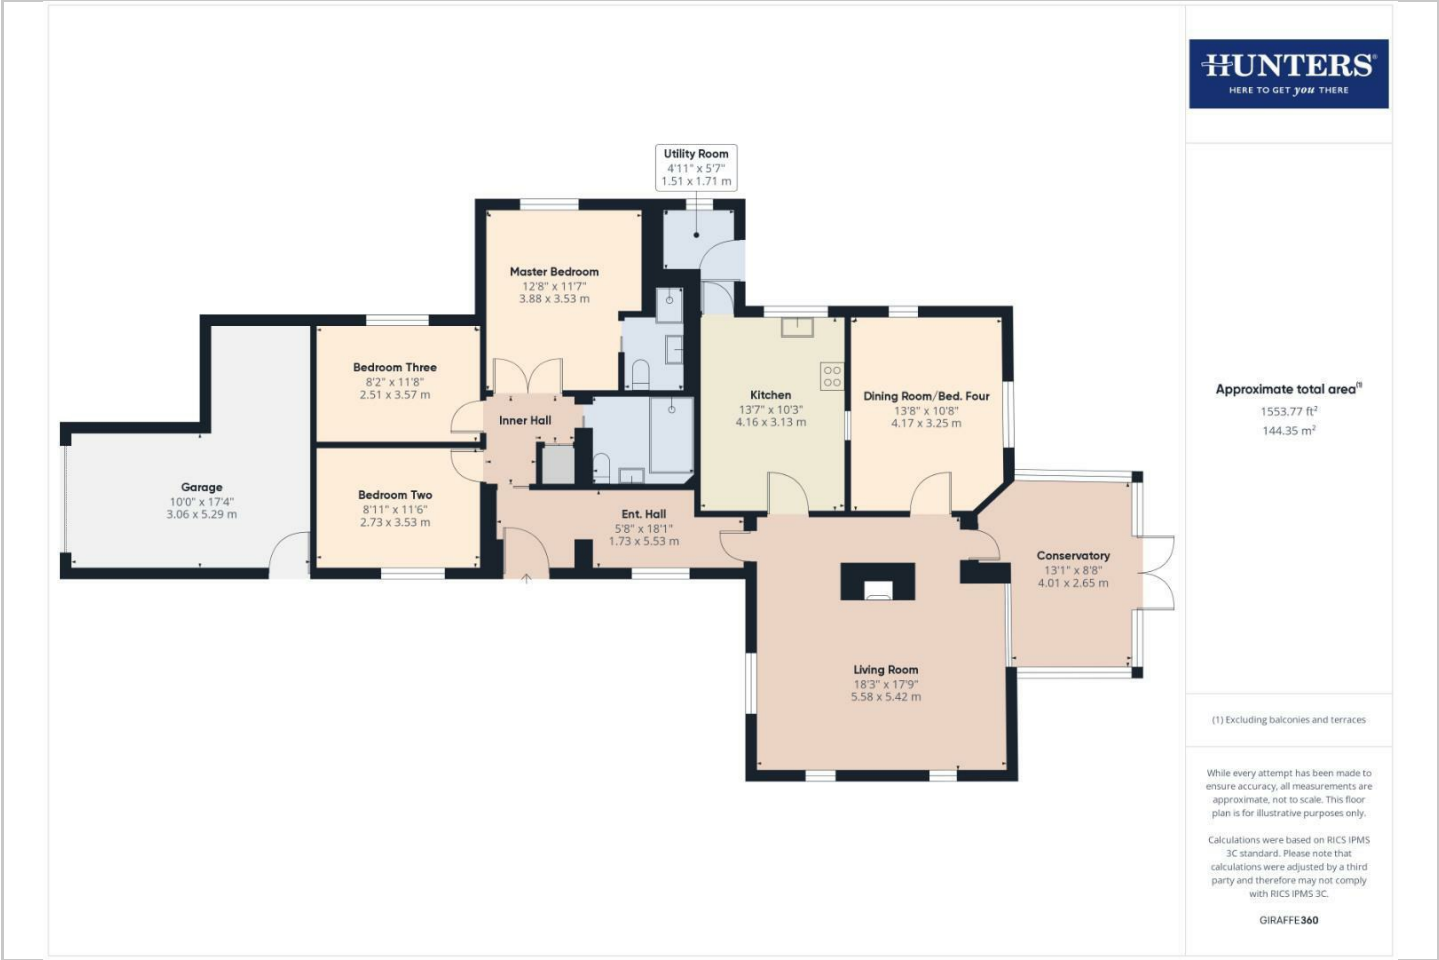 HUNTERS®
HERE TO GET you THERE
Utility Room
4'11" x 5'7"
1.51 x 1.71 m
Master Bedroom
12'8" x 11'7"
3.88 x 3.53 m
Bedroom Three
8'2" x 11'8"
2.51 x 3.57 m
Inner Hall
Kitchen
13'7" x 10'3"
4.16 x 3.13 m
Dining Room/Bed. Four
13'8" x 10'8"
4.17 x 3.25 m
Garage
10'0" x 17'4"
3.06 x 5.29 m
Bedroom Two
8'11" x 11'6"
2.73 x 3.53 m
Ent. Hall
5'8" x 18'1"
1.73 x 5.53 m
Conservatory
13'1" x 8'8"
4.01 x 2.65 m
Living Room
18'3" x 17'9"
5.58 x 5.42 m
Approximate total area(1)
1553.77 ft²
144.35 m²
(1) Excluding balconies and terraces
While every attempt has been made to
ensure accuracy, all measurements are
approximate, not to scale. This floor
plan is for illustrative purposes only.
Calculations were based on RICS IPMS
3C standard. Please note that
calculations were adjusted by a third
party and therefore may not comply
with RICS IPMS 3C.
GIRAFFE360